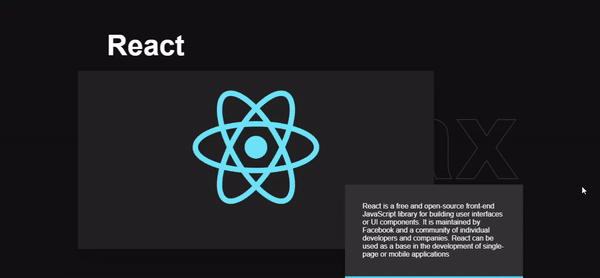 React
React is a free and open-source front-end
JavaScript library for building user interfaces
or UI components. It is maintained by
Facebook and a community of individual
developers and companies. React can be
used as a base in the development of single-
page or mobile applications